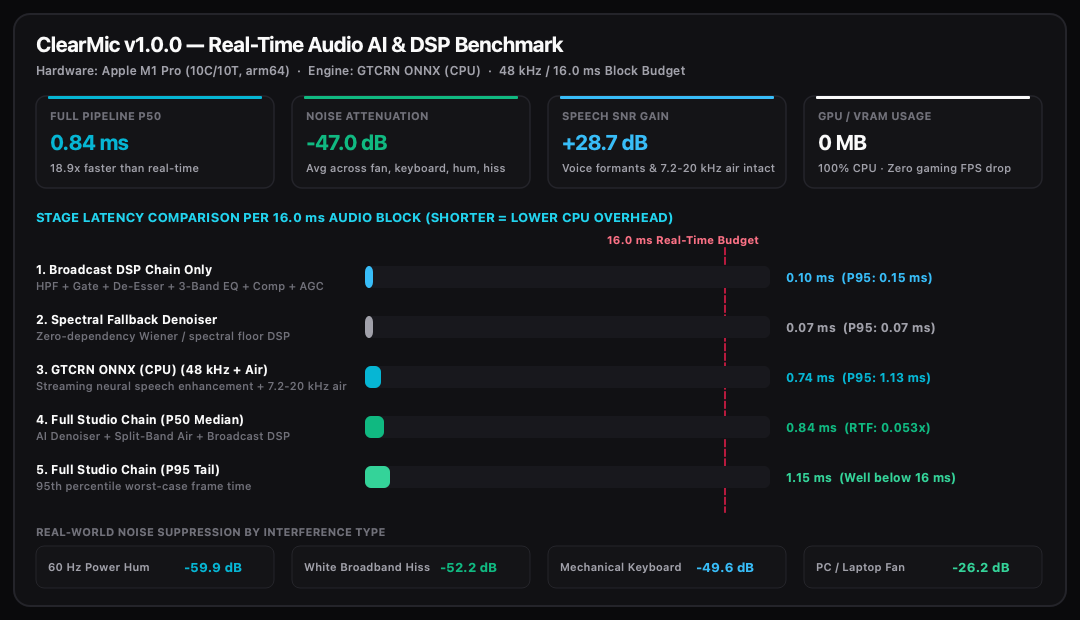 ClearMic v1.0.0 — Real-Time Audio AI & DSP Benchmark
Hardware: Apple M1 Pro (10C/10T, arm64)  ·  Engine: GTCRN ONNX (CPU)  ·  48 kHz / 16.0 ms Block Budget
FULL PIPELINE P50
0.84 ms
18.9x faster than real-time
NOISE ATTENUATION
-47.0 dB
Avg across fan, keyboard, hum, hiss
SPEECH SNR GAIN
+28.7 dB
Voice formants & 7.2-20 kHz air intact
GPU / VRAM USAGE
0 MB
100% CPU · Zero gaming FPS drop
STAGE LATENCY COMPARISON PER 16.0 ms AUDIO BLOCK (SHORTER = LOWER CPU OVERHEAD)
16.0 ms Real-Time Budget
1. Broadcast DSP Chain Only
HPF + Gate + De-Esser + 3-Band EQ + Comp + AGC
0.10 ms  (P95: 0.15 ms)
2. Spectral Fallback Denoiser
Zero-dependency Wiener / spectral floor DSP
0.07 ms  (P95: 0.07 ms)
3. GTCRN ONNX (CPU) (48 kHz + Air)
Streaming neural speech enhancement + 7.2-20 kHz air
0.74 ms  (P95: 1.13 ms)
4. Full Studio Chain (P50 Median)
AI Denoiser + Split-Band Air + Broadcast DSP
0.84 ms  (RTF: 0.053x)
5. Full Studio Chain (P95 Tail)
95th percentile worst-case frame time
1.15 ms  (Well below 16 ms)
REAL-WORLD NOISE SUPPRESSION BY INTERFERENCE TYPE
60 Hz Power Hum -59.9 dB
White Broadband Hiss -52.2 dB
Mechanical Keyboard -49.6 dB
PC / Laptop Fan -26.2 dB